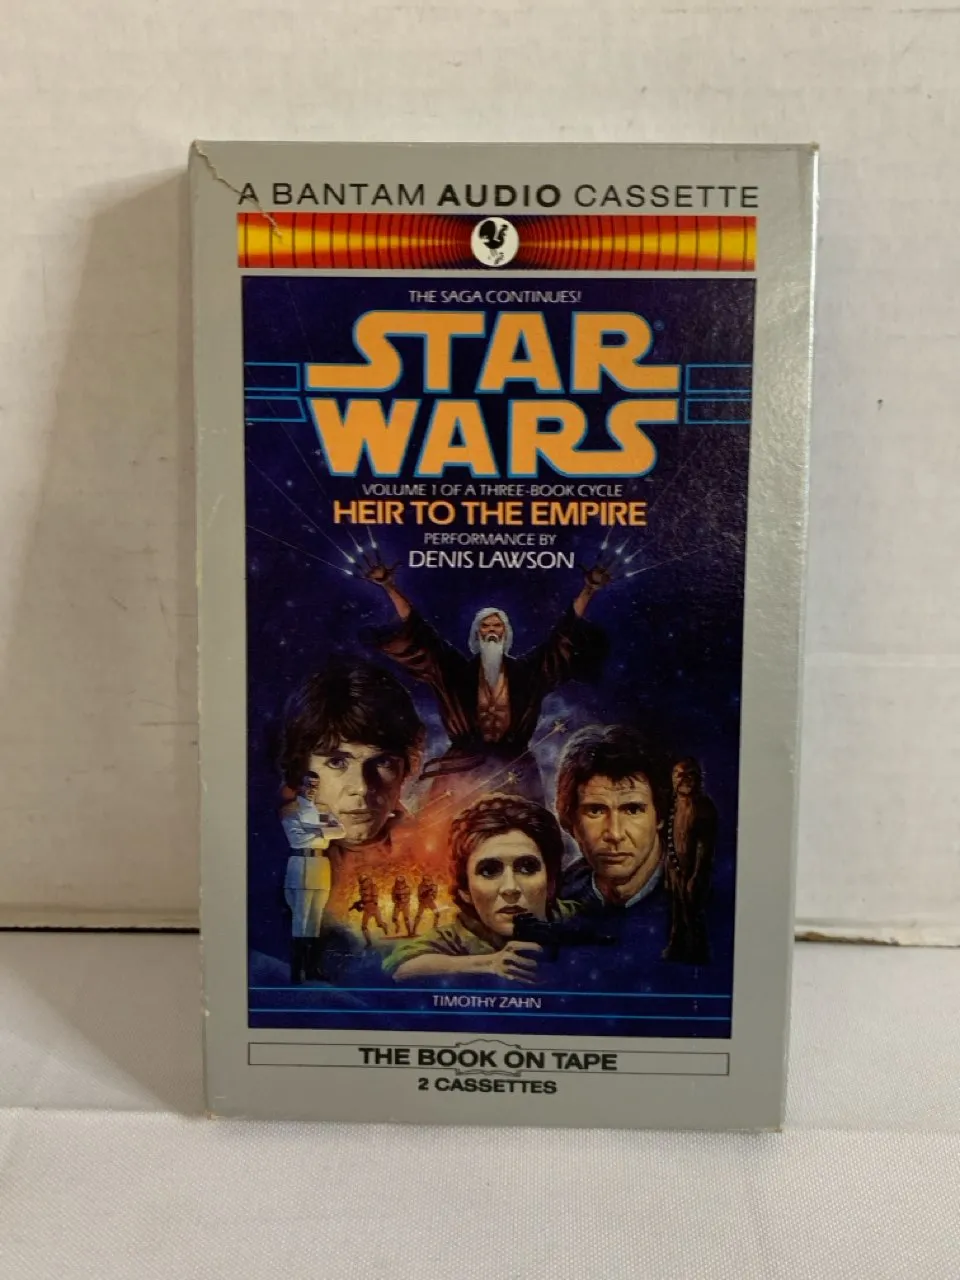 A BANTAM AUDIO CASSETTE
THE SAGA CONTINUES!
STAR
WARS
VOLUME 1 OF A THREE-BOOK CYCLE
HEIR TO THE EMPIRE
PERFORMANCE BY
DENIS LAWSON
TIMOTHY ZAHN
THE BOOK ON TAPE
2 CASSETTES